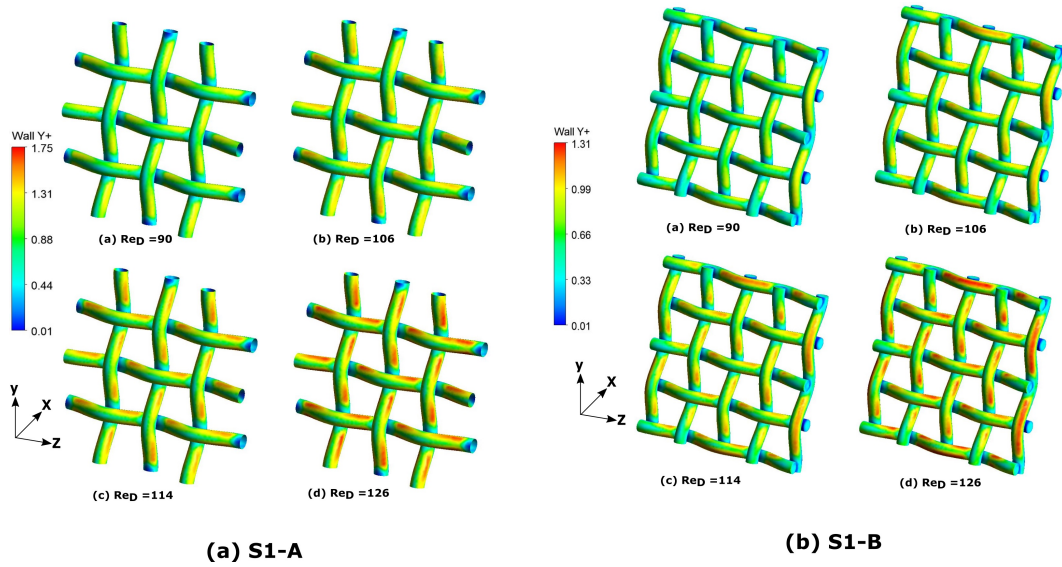 Wall Y+
1.75
1.31
0.88
0.44
0.01
(a) ReD =90
(b) ReD =106
y
X
Z
(c) ReD =114
(d) ReD =126
(a) S1-A
Wall Y+
1.31
0.99
0.66
0.33
0.01
(a) ReD =90
(b) ReD =106
y
X
Z
(c) ReD =114
(d) ReD =126
(b) S1-B